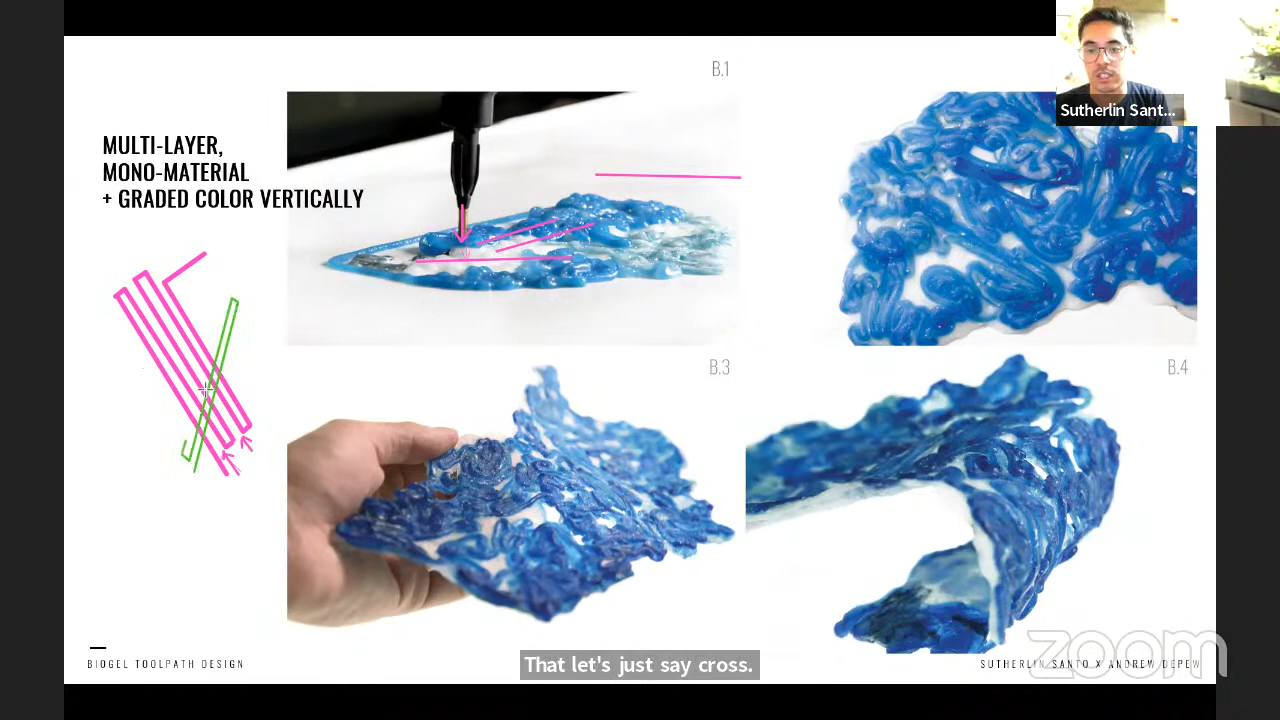 B.1
Sutherlin Sant...
MULTI-LAYER,
MONO-MATERIAL
+ GRADED COLOR VERTICALLY
B.3
B.4
BIOGEL TOOLPATH DESIGN
That let's just say cross.
SUTHERLIN SANTO X ANDREW DEPEW
zoom